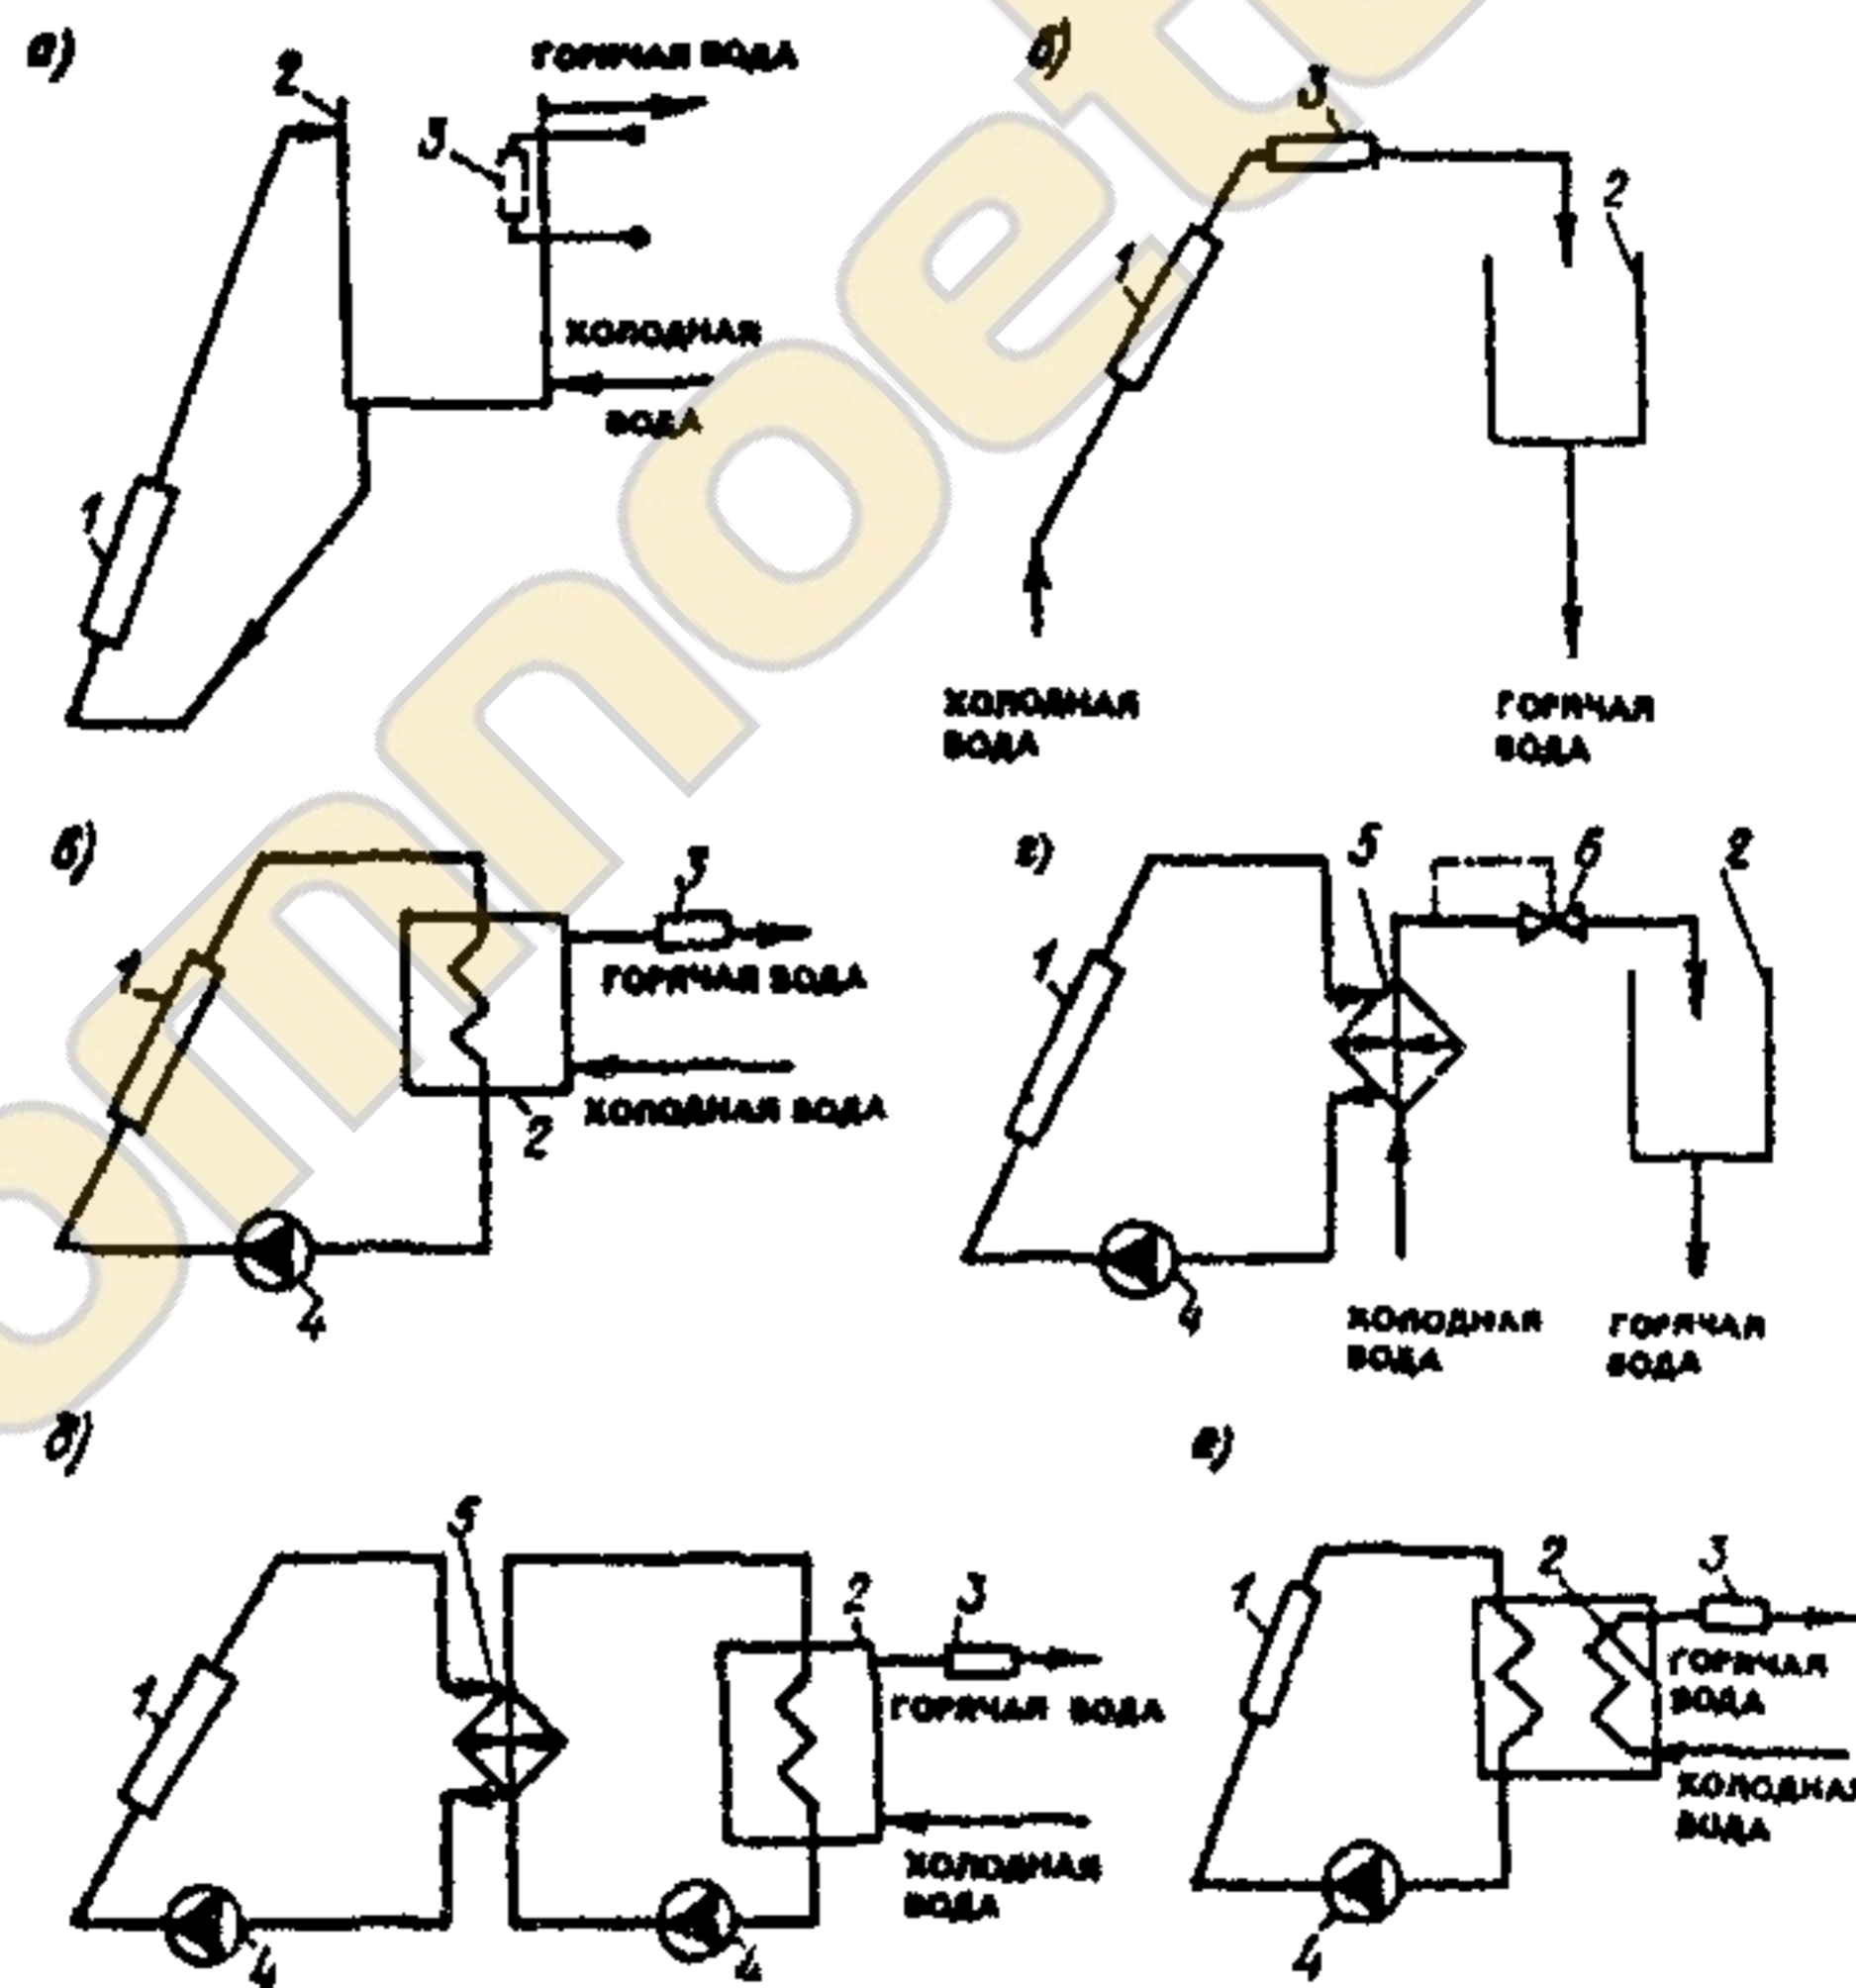 а)
2
ГОРЯЧАЯ ВОДА
3
ХОЛОДНАЯ
ВОДА
1
б)
3
2
1
ХОЛОДНАЯ
ВОДА
ГОРЯЧАЯ
ВОДА
в)
3
1
ГОРЯЧАЯ ВОДА
ХОЛОДНАЯ ВОДА
2
4
г)
5
6
2
1
4
ХОЛОДНАЯ
ВОДА
ГОРЯЧАЯ
ВОДА
д)
5
2
3
1
ГОРЯЧАЯ ВОДА
ХОЛОДНАЯ
ВОДА
4
4
е)
2
3
1
ГОРЯЧАЯ
ВОДА
ХОЛОДНАЯ
ВОДА
4